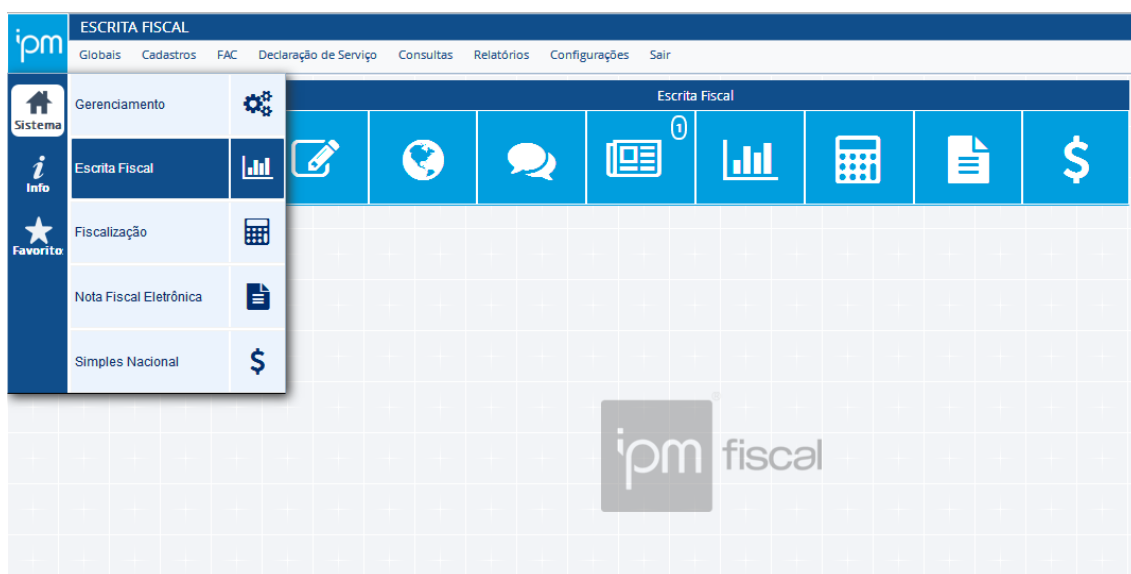 ipm
ESCRITA FISCAL
Globais Cadastros FAC Declaração de Serviço Consultas Relatórios Configurações Sair
Sistema
Info
Favorito
Gerenciamento
Escrita Fiscal
Fiscalização
Nota Fiscal Eletrônica
Simples Nacional
Escrita Fiscal
1
ipm fiscal